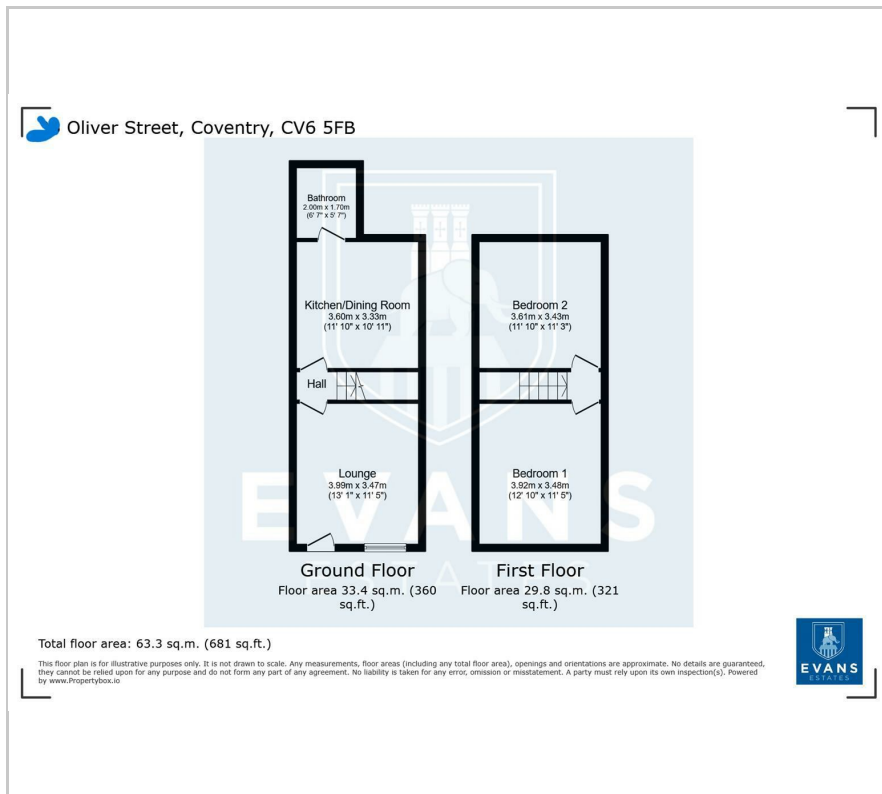 Oliver Street, Coventry, CV6 5FB
Bathroom
2.00m x 1.70m
(6' 7" x 5' 7")
Kitchen/Dining Room
3.60m x 3.33m
(11' 10" x 10' 11")
Hall
Lounge
3.99m x 3.47m
(13' 1" x 11' 5")
Bedroom 2
3.61m x 3.43m
(11' 10" x 11' 3")
Bedroom 1
3.92m x 3.48m
(12' 10" x 11' 5")
EVANS
ESTATES
Ground Floor
Floor area 33.4 sq.m. (360
sq.ft.)
First Floor
Floor area 29.8 sq.m. (321
sq.ft.)
Total floor area: 63.3 sq.m. (681 sq.ft.)
This floor plan is for illustrative purposes only. It is not drawn to scale. Any measurements, floor areas (including any total floor area), openings and orientations are approximate. No details are guaranteed,
they cannot be relied upon for any purpose and do not form any part of any agreement. No liability is taken for any error, omission or misstatement. A party must rely upon its own inspection(s). Powered
by www.Propertybox.io
EVANS
ESTATES